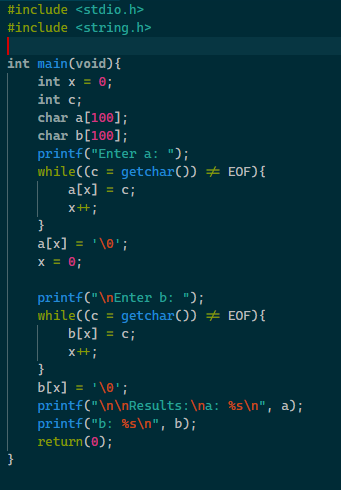 #include <stdio.h>
#include <string.h>

int main(void){
    int x = 0;
    int c;
    char a[100];
    char b[100];
    printf("Enter a: ");
    while((c = getchar()) ≠ EOF){
        a[x] = c;
        x++;
    }
    a[x] = '\0';
    x = 0;

    printf("\nEnter b: ");
    while((c = getchar()) ≠ EOF){
        b[x] = c;
        x++;
    }
    b[x] = '\0';
    printf("\n\nResults:\na: %s\n", a);
    printf("b: %s\n", b);
    return(0);
}